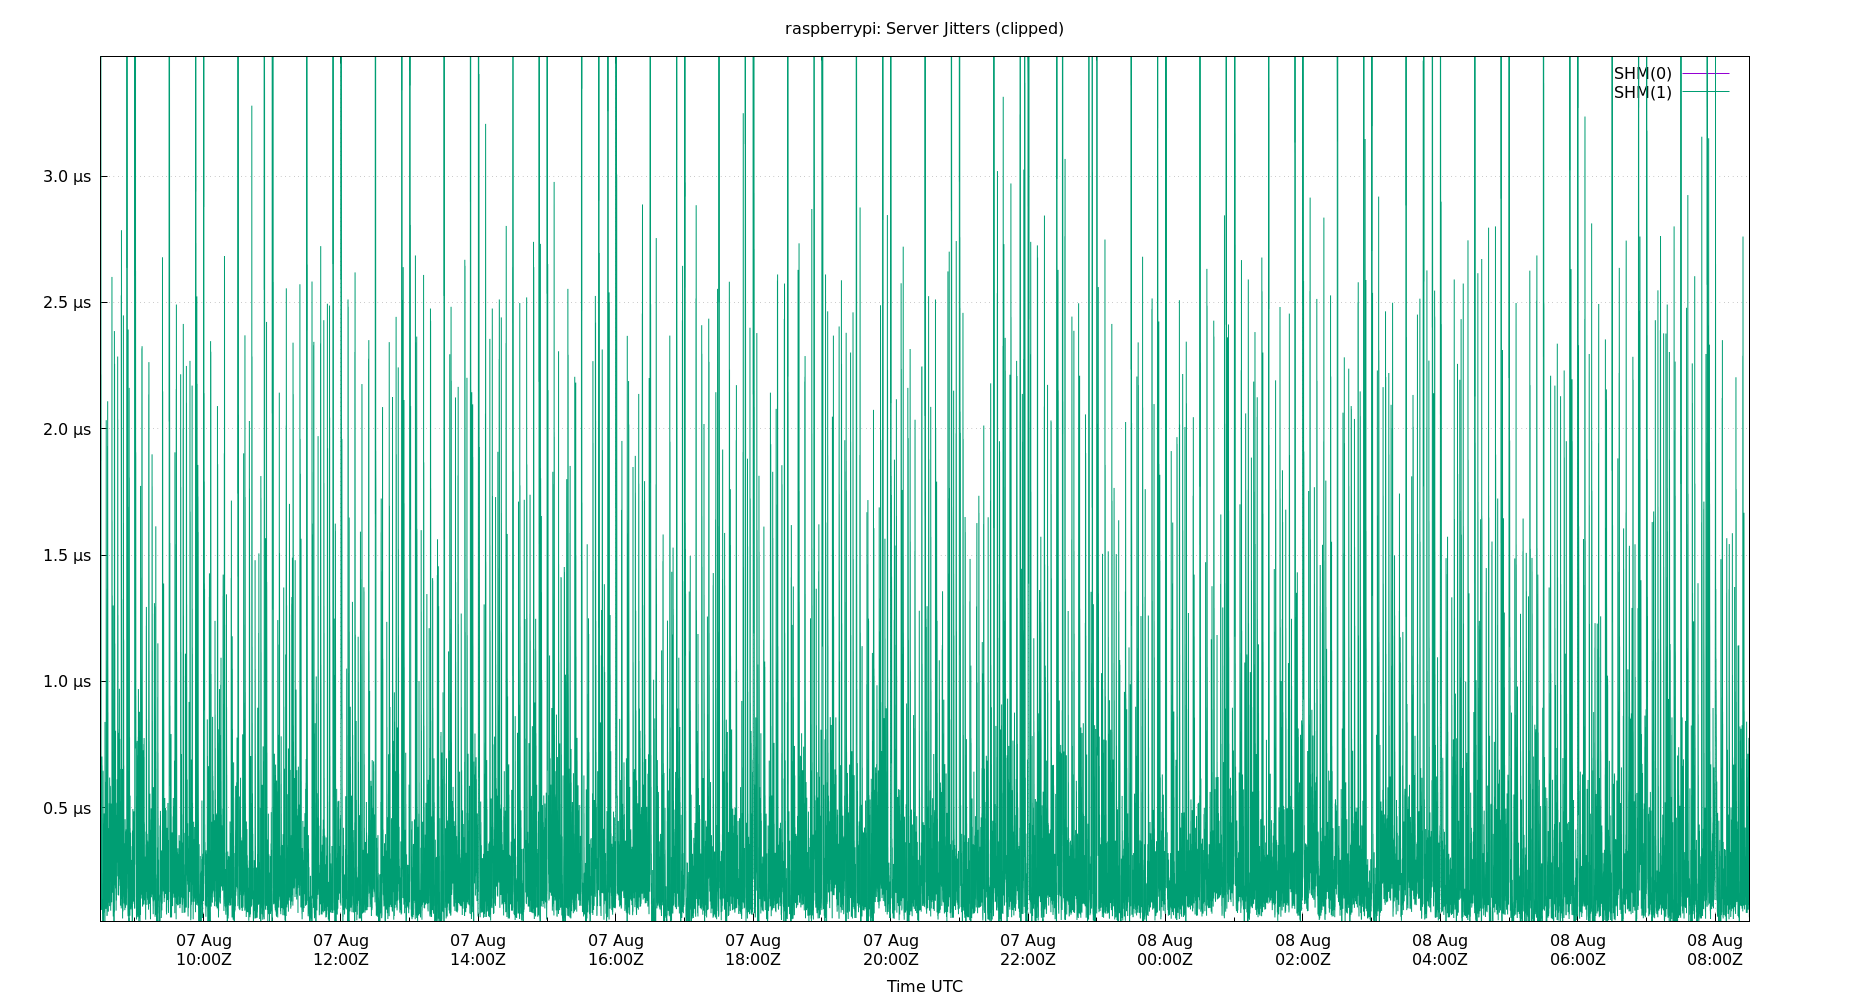 raspberrypi: Server Jitters (clipped)
SHM(0)
SHM(1)
3.0 µs
2.5 µs
2.0 µs
1.5 µs
1.0 µs
0.5 µs
07 Aug 07 Aug 07 Aug 07 Aug 07 Aug 07 Aug 07 Aug 08 Aug 08 Aug 08 Aug 08 Aug 08 Aug
10:00Z 12:00Z 14:00Z 16:00Z 18:00Z 20:00Z 22:00Z 00:00Z 02:00Z 04:00Z 06:00Z 08:00Z
Time UTC